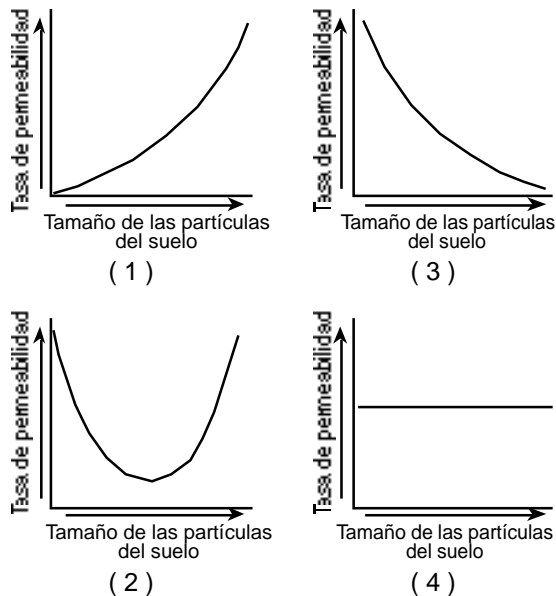 Tasa de permeabilidad
Tamaño de las partículas
del suelo
( 1 )
Tasa de permeabilidad
Tamaño de las partículas
del suelo
( 3 )
Tasa de permeabilidad
Tamaño de las partículas
del suelo
( 2 )
Tasa de permeabilidad
Tamaño de las partículas
del suelo
( 4 )